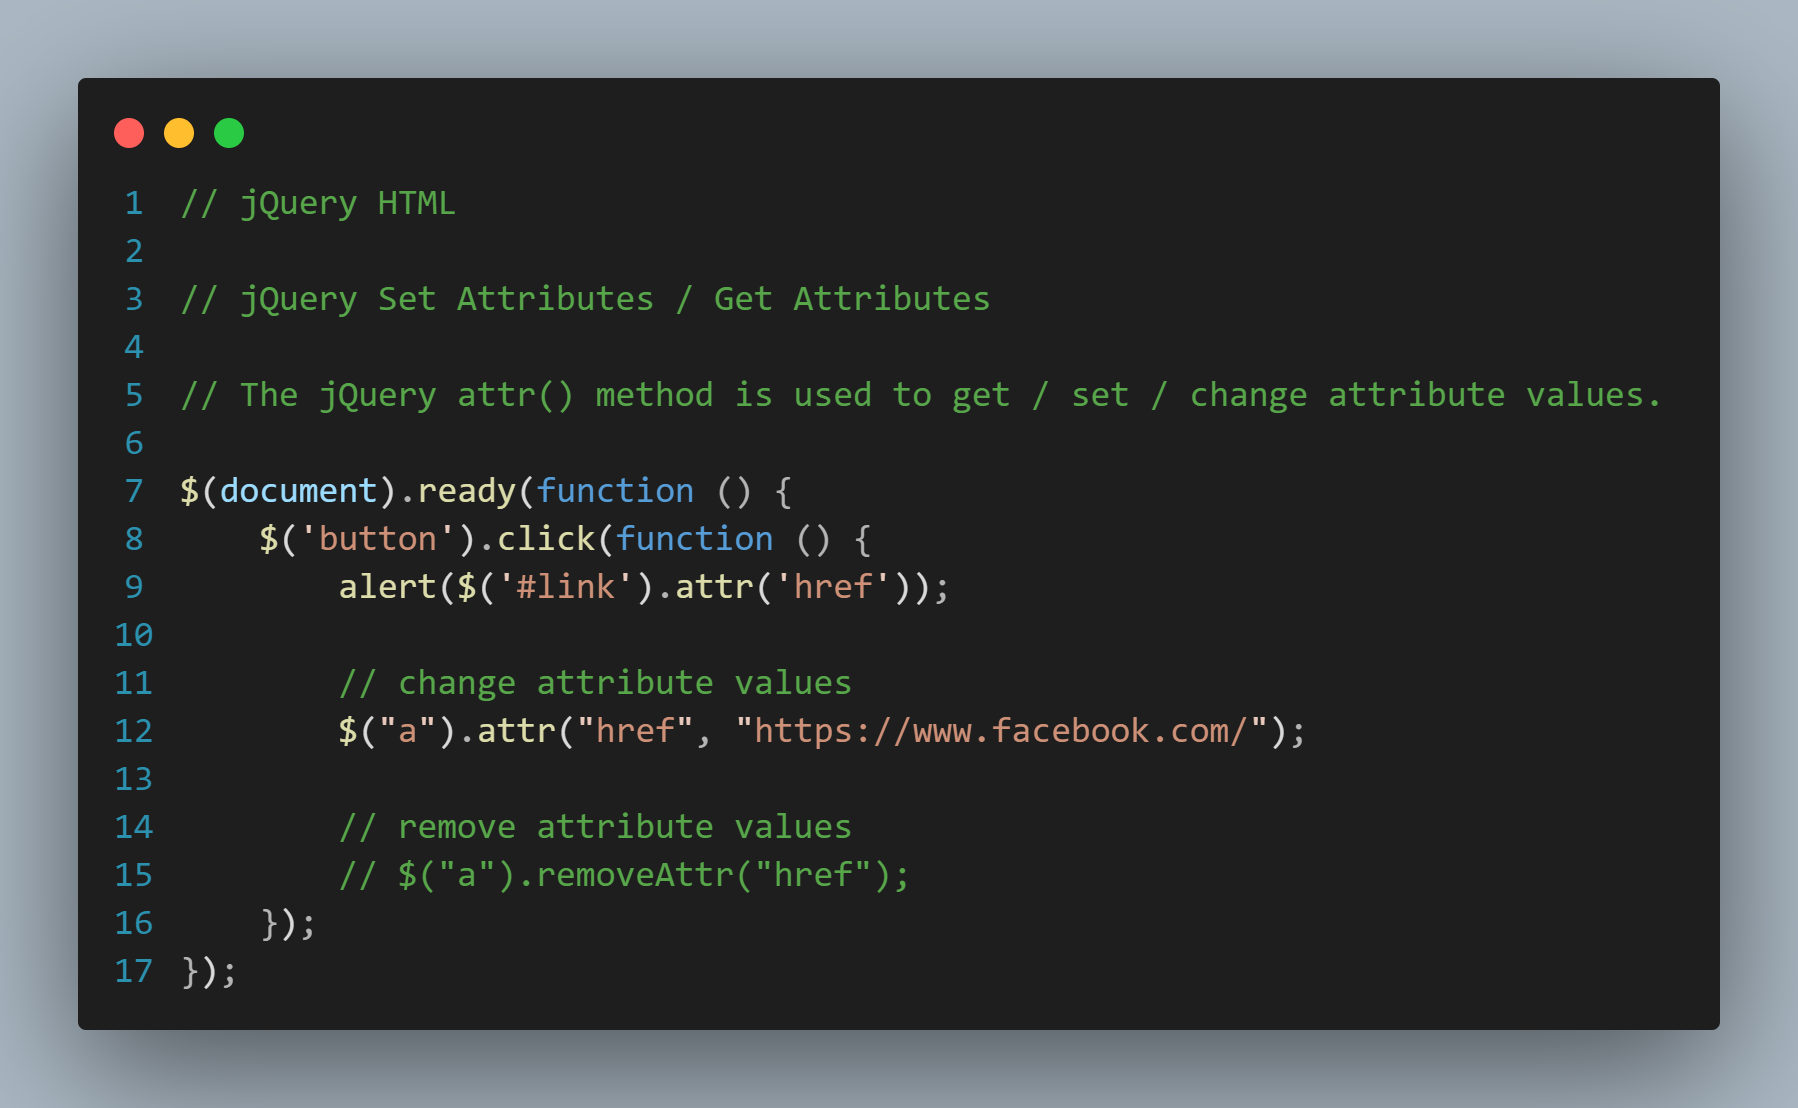 1 // jQuery HTML
2
3 // jQuery Set Attributes / Get Attributes
4
5 // The jQuery attr() method is used to get / set / change attribute values.
6
7 $(document).ready(function () {
8     $('button').click(function () {
9         alert($('#link').attr('href'));
10
11         // change attribute values
12         $("a").attr("href", "https://www.facebook.com/");
13
14         // remove attribute values
15         // $("a").removeAttr("href");
16     });
17 });